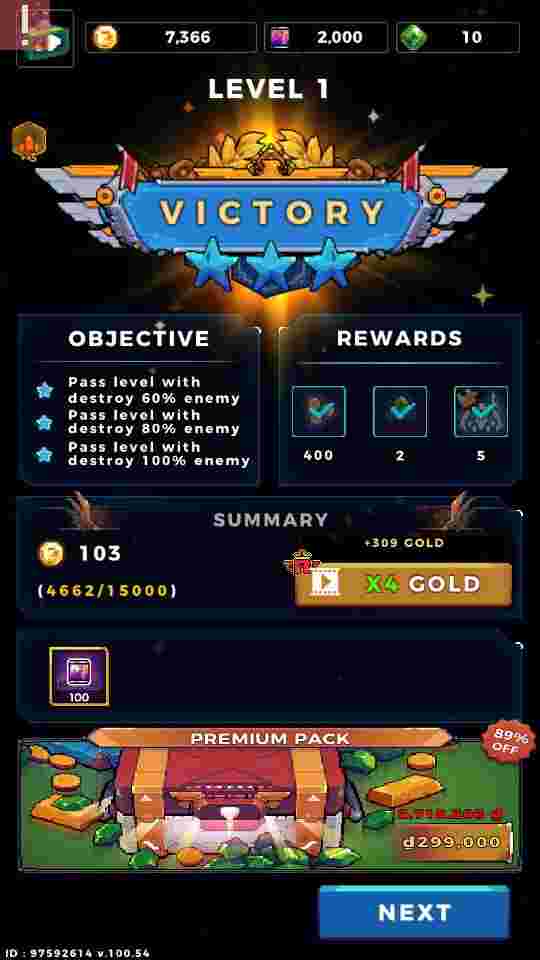 7,366
2,000
10
LEVEL 1
VICTORY
OBJECTIVE
Pass level with
destroy 60% enemy
Pass level with
destroy 80% enemy
Pass level with
destroy 100% enemy
REWARDS
400
2
5
SUMMARY
103
(4662/15000)
+309 GOLD
X4 GOLD
100
PREMIUM PACK
89%
OFF
đ299,000
NEXT
ID : 97592614 v.100.54